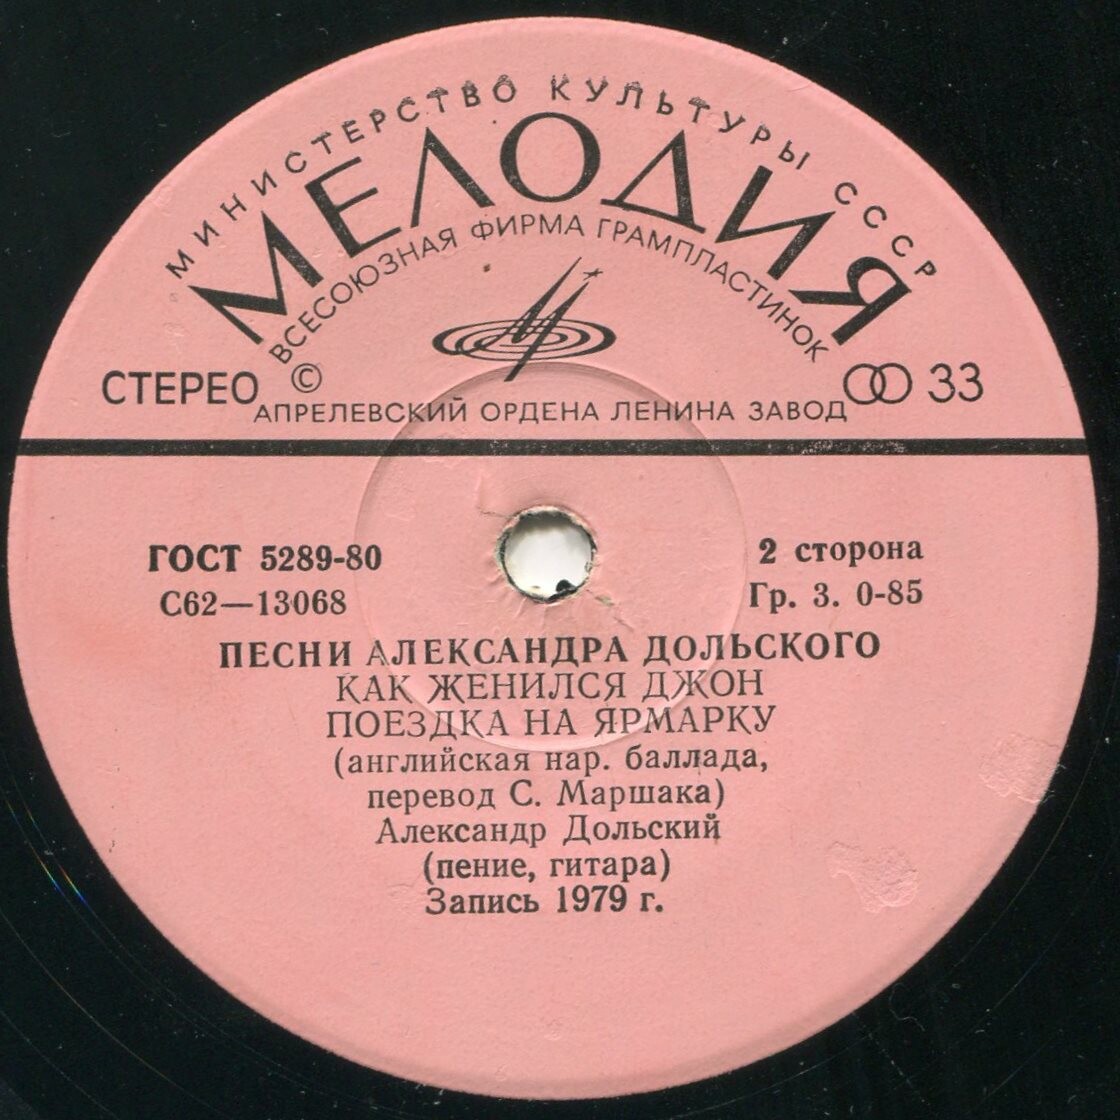 МИНИСТЕРСТВО КУЛЬТУРЫ СССР
МЕЛОДИЯ
ВСЕСОЮЗНАЯ ФИРМА ГРАМПЛАСТИНОК
СТЕРЕО © 33
АПРЕЛЕВСКИЙ ОРДЕНА ЛЕНИНА ЗАВОД
ГОСТ 5289-80 2 сторона
С62—13068 Гр. 3. 0-85
ПЕСНИ АЛЕКСАНДРА ДОЛЬСКОГО
КАК ЖЕНИЛСЯ ДЖОН
ПОЕЗДКА НА ЯРМАРКУ
(английская нар. баллада,
перевод С. Маршака)
Александр Дольский
(пение, гитара)
Запись 1979 г.